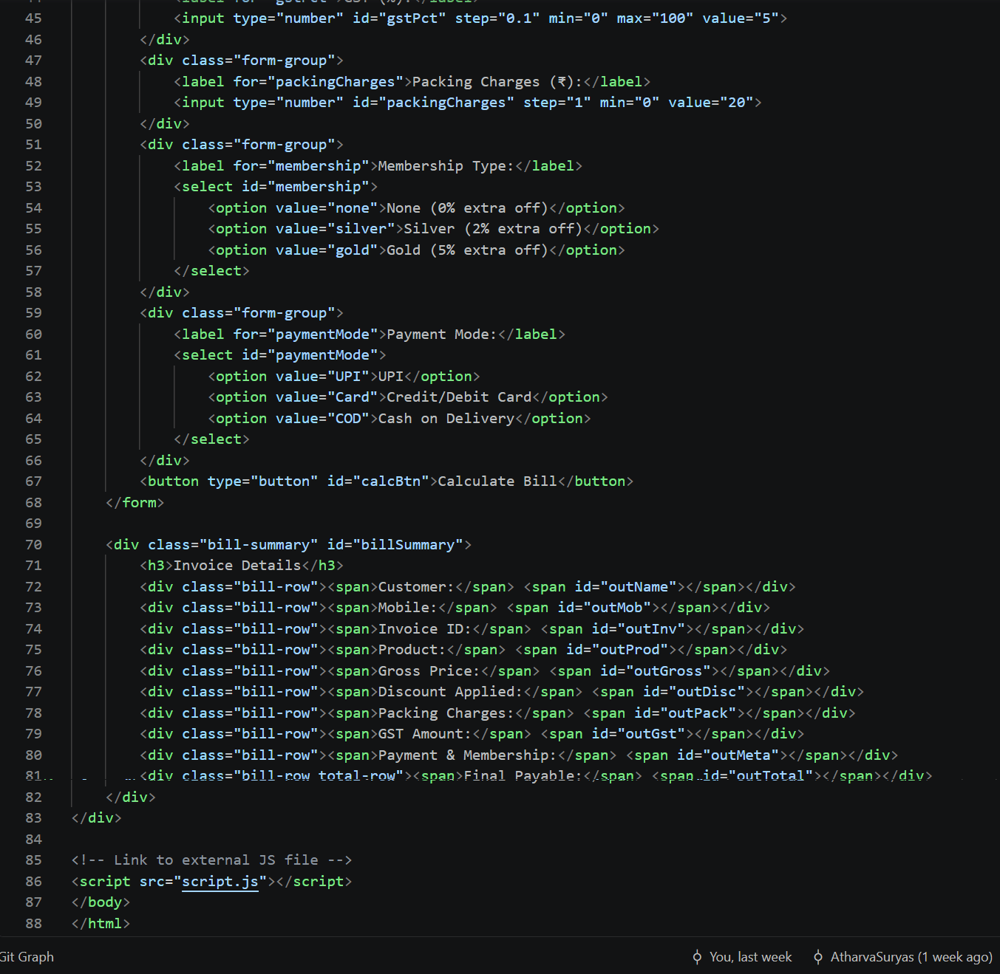 45 <input type="number" id="gstPct" step="0.1" min="0" max="100" value="5">
46 </div>
47 <div class="form-group">
48 <label for="packingCharges">Packing Charges (₹):</label>
49 <input type="number" id="packingCharges" step="1" min="0" value="20">
50 </div>
51 <div class="form-group">
52 <label for="membership">Membership Type:</label>
53 <select id="membership">
54 <option value="none">None (0% extra off)</option>
55 <option value="silver">Silver (2% extra off)</option>
56 <option value="gold">Gold (5% extra off)</option>
57 </select>
58 </div>
59 <div class="form-group">
60 <label for="paymentMode">Payment Mode:</label>
61 <select id="paymentMode">
62 <option value="UPI">UPI</option>
63 <option value="Card">Credit/Debit Card</option>
64 <option value="COD">Cash on Delivery</option>
65 </select>
66 </div>
67 <button type="button" id="calcBtn">Calculate Bill</button>
68 </form>
69
70 <div class="bill-summary" id="billSummary">
71 <h3>Invoice Details</h3>
72 <div class="bill-row"><span>Customer:</span> <span id="outName"></span></div>
73 <div class="bill-row"><span>Mobile:</span> <span id="outMob"></span></div>
74 <div class="bill-row"><span>Invoice ID:</span> <span id="outInv"></span></div>
75 <div class="bill-row"><span>Product:</span> <span id="outProd"></span></div>
76 <div class="bill-row"><span>Gross Price:</span> <span id="outGross"></span></div>
77 <div class="bill-row"><span>Discount Applied:</span> <span id="outDisc"></span></div>
78 <div class="bill-row"><span>Packing Charges:</span> <span id="outPack"></span></div>
79 <div class="bill-row"><span>GST Amount:</span> <span id="outGst"></span></div>
80 <div class="bill-row"><span>Payment & Membership:</span> <span id="outMeta"></span></div>
81 <div class="bill-row total-row"><span>Final Payable:</span> <span id="outTotal"></span></div>
82 </div>
83 </div>
84
85 <!-- Link to external JS file -->
86 <script src="script.js"></script>
87 </body>
88 </html>
Git Graph You, last week AtharvaSuryas (1 week ago)